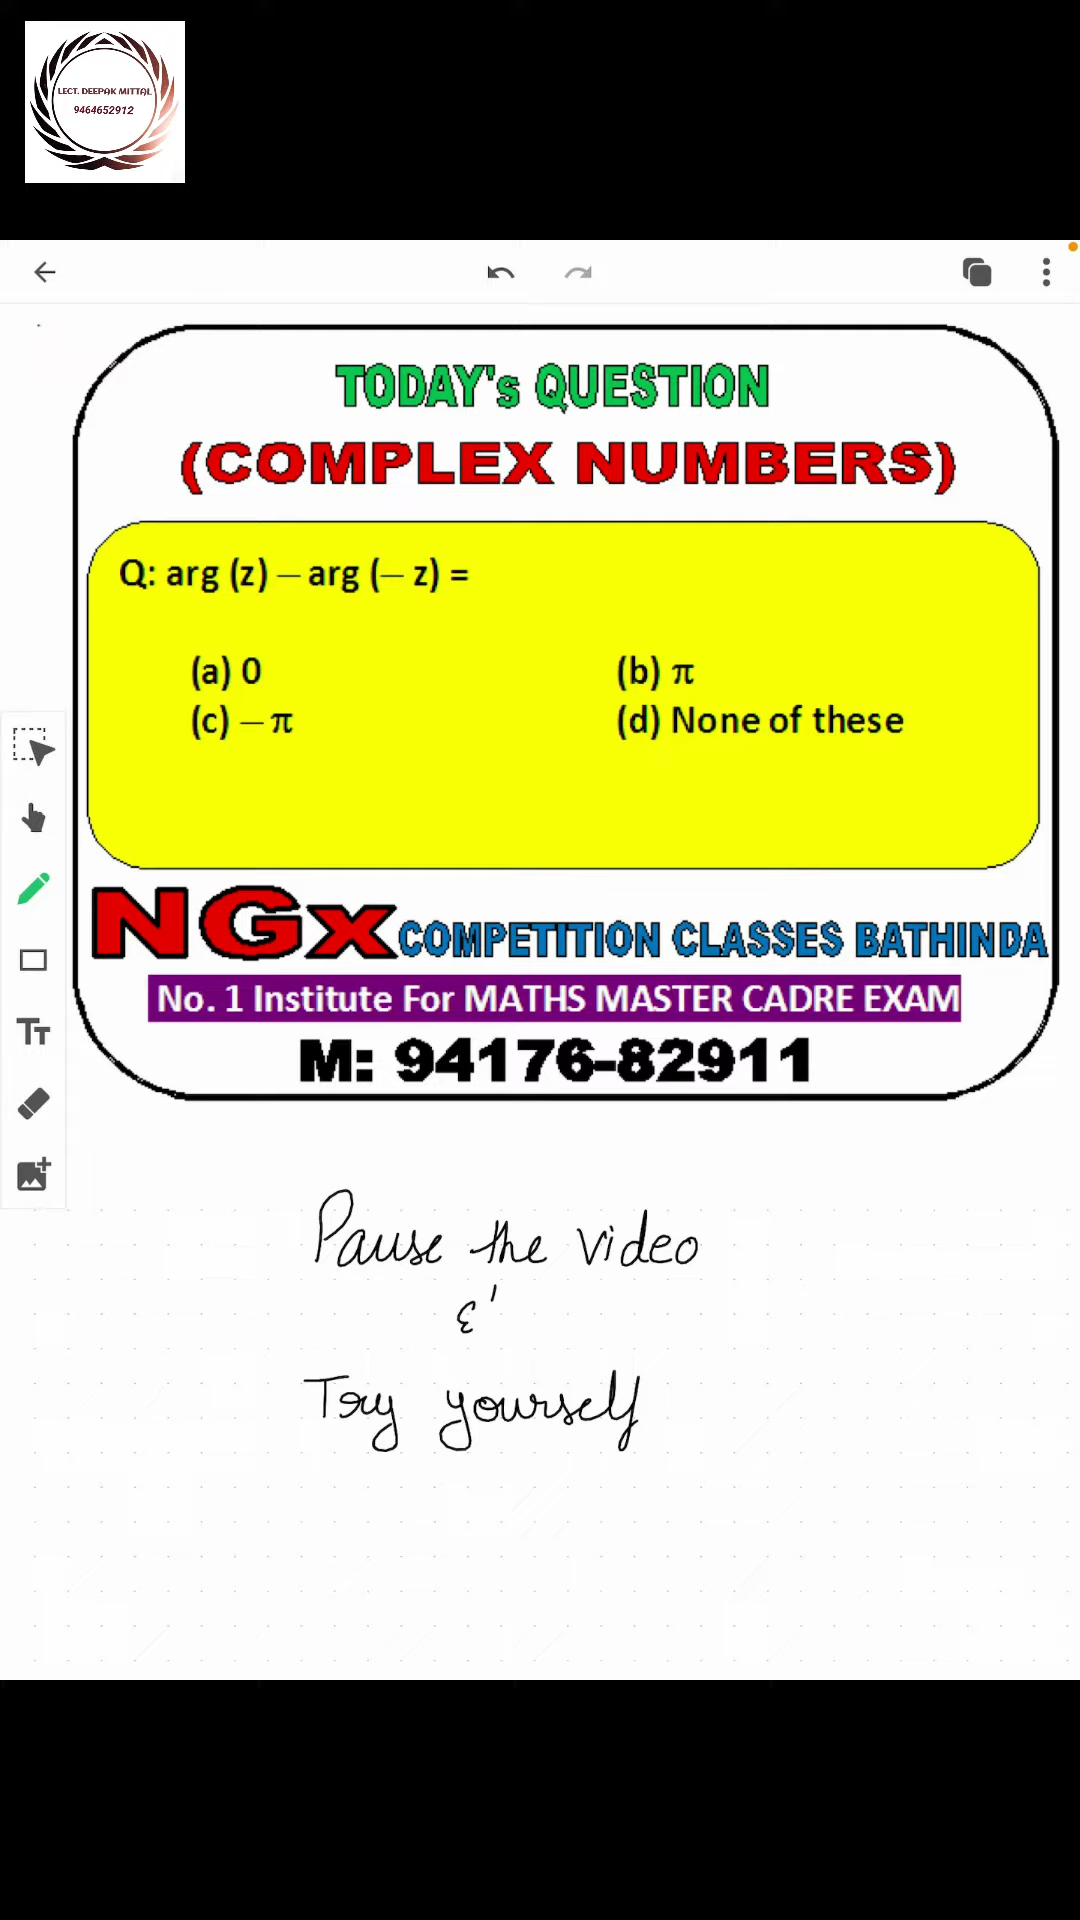 LECT. DEEPAK MITTAL
9464652912
TODAY's QUESTION
(COMPLEX NUMBERS)
Q: arg (z) – arg (– z) =
(a) 0 (b) π
(c) – π (d) None of these
NGx COMPETITION CLASSES BATHINDA
No. 1 Institute For MATHS MASTER CADRE EXAM
M: 94176-82911
Tт
Pause the video
&
Try yourself